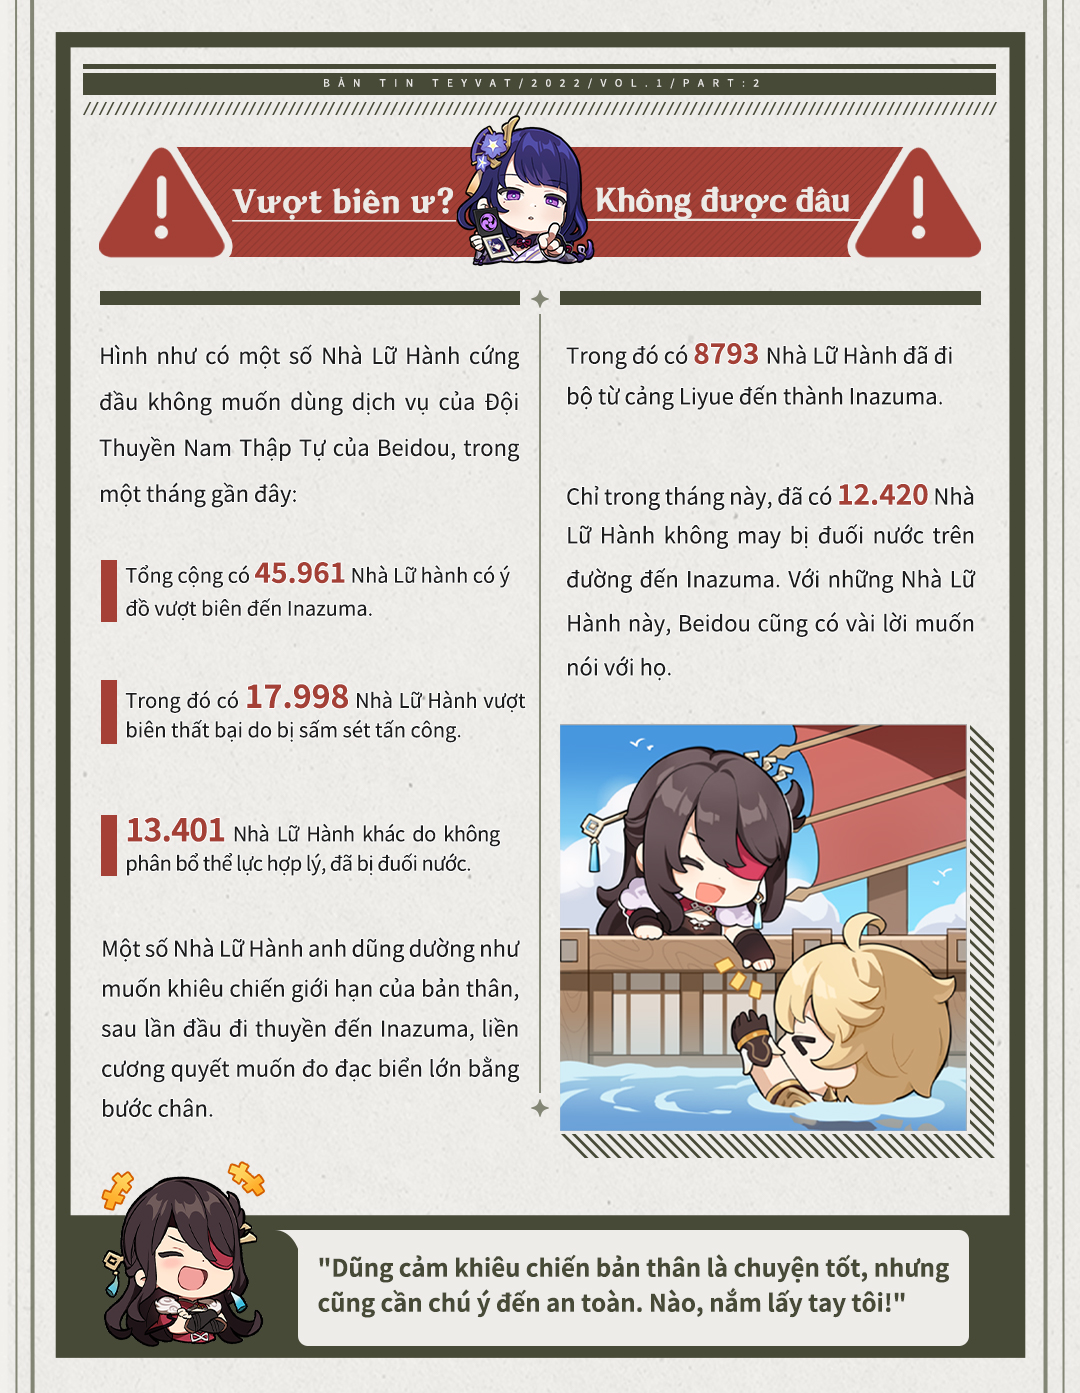 BẢN TIN TEYVAT/2022/VOL.1/PART:2
Vượt biên ư?
Không được đâu
Hình như có một số Nhà Lữ Hành cứng
đầu không muốn dùng dịch vụ của Đội
Thuyền Nam Thập Tự của Beidou, trong
một tháng gần đây:
Tổng cộng có 45.961 Nhà Lữ hành có ý
đồ vượt biên đến Inazuma.
Trong đó có 17.998 Nhà Lữ Hành vượt
biên thất bại do bị sấm sét tấn công.
13.401 Nhà Lữ Hành khác do không
phân bổ thể lực hợp lý, đã bị đuối nước.
Một số Nhà Lữ Hành anh dũng dường như
muốn khiêu chiến giới hạn của bản thân,
sau lần đầu đi thuyền đến Inazuma, liền
cương quyết muốn đo đạc biển lớn bằng
bước chân.
Trong đó có 8793 Nhà Lữ Hành đã đi
bộ từ cảng Liyue đến thành Inazuma.
Chỉ trong tháng này, đã có 12.420 Nhà
Lữ Hành không may bị đuối nước trên
đường đến Inazuma. Với những Nhà Lữ
Hành này, Beidou cũng có vài lời muốn
nói với họ.
"Dũng cảm khiêu chiến bản thân là chuyện tốt, nhưng
cũng cần chú ý đến an toàn. Nào, nắm lấy tay tôi!"